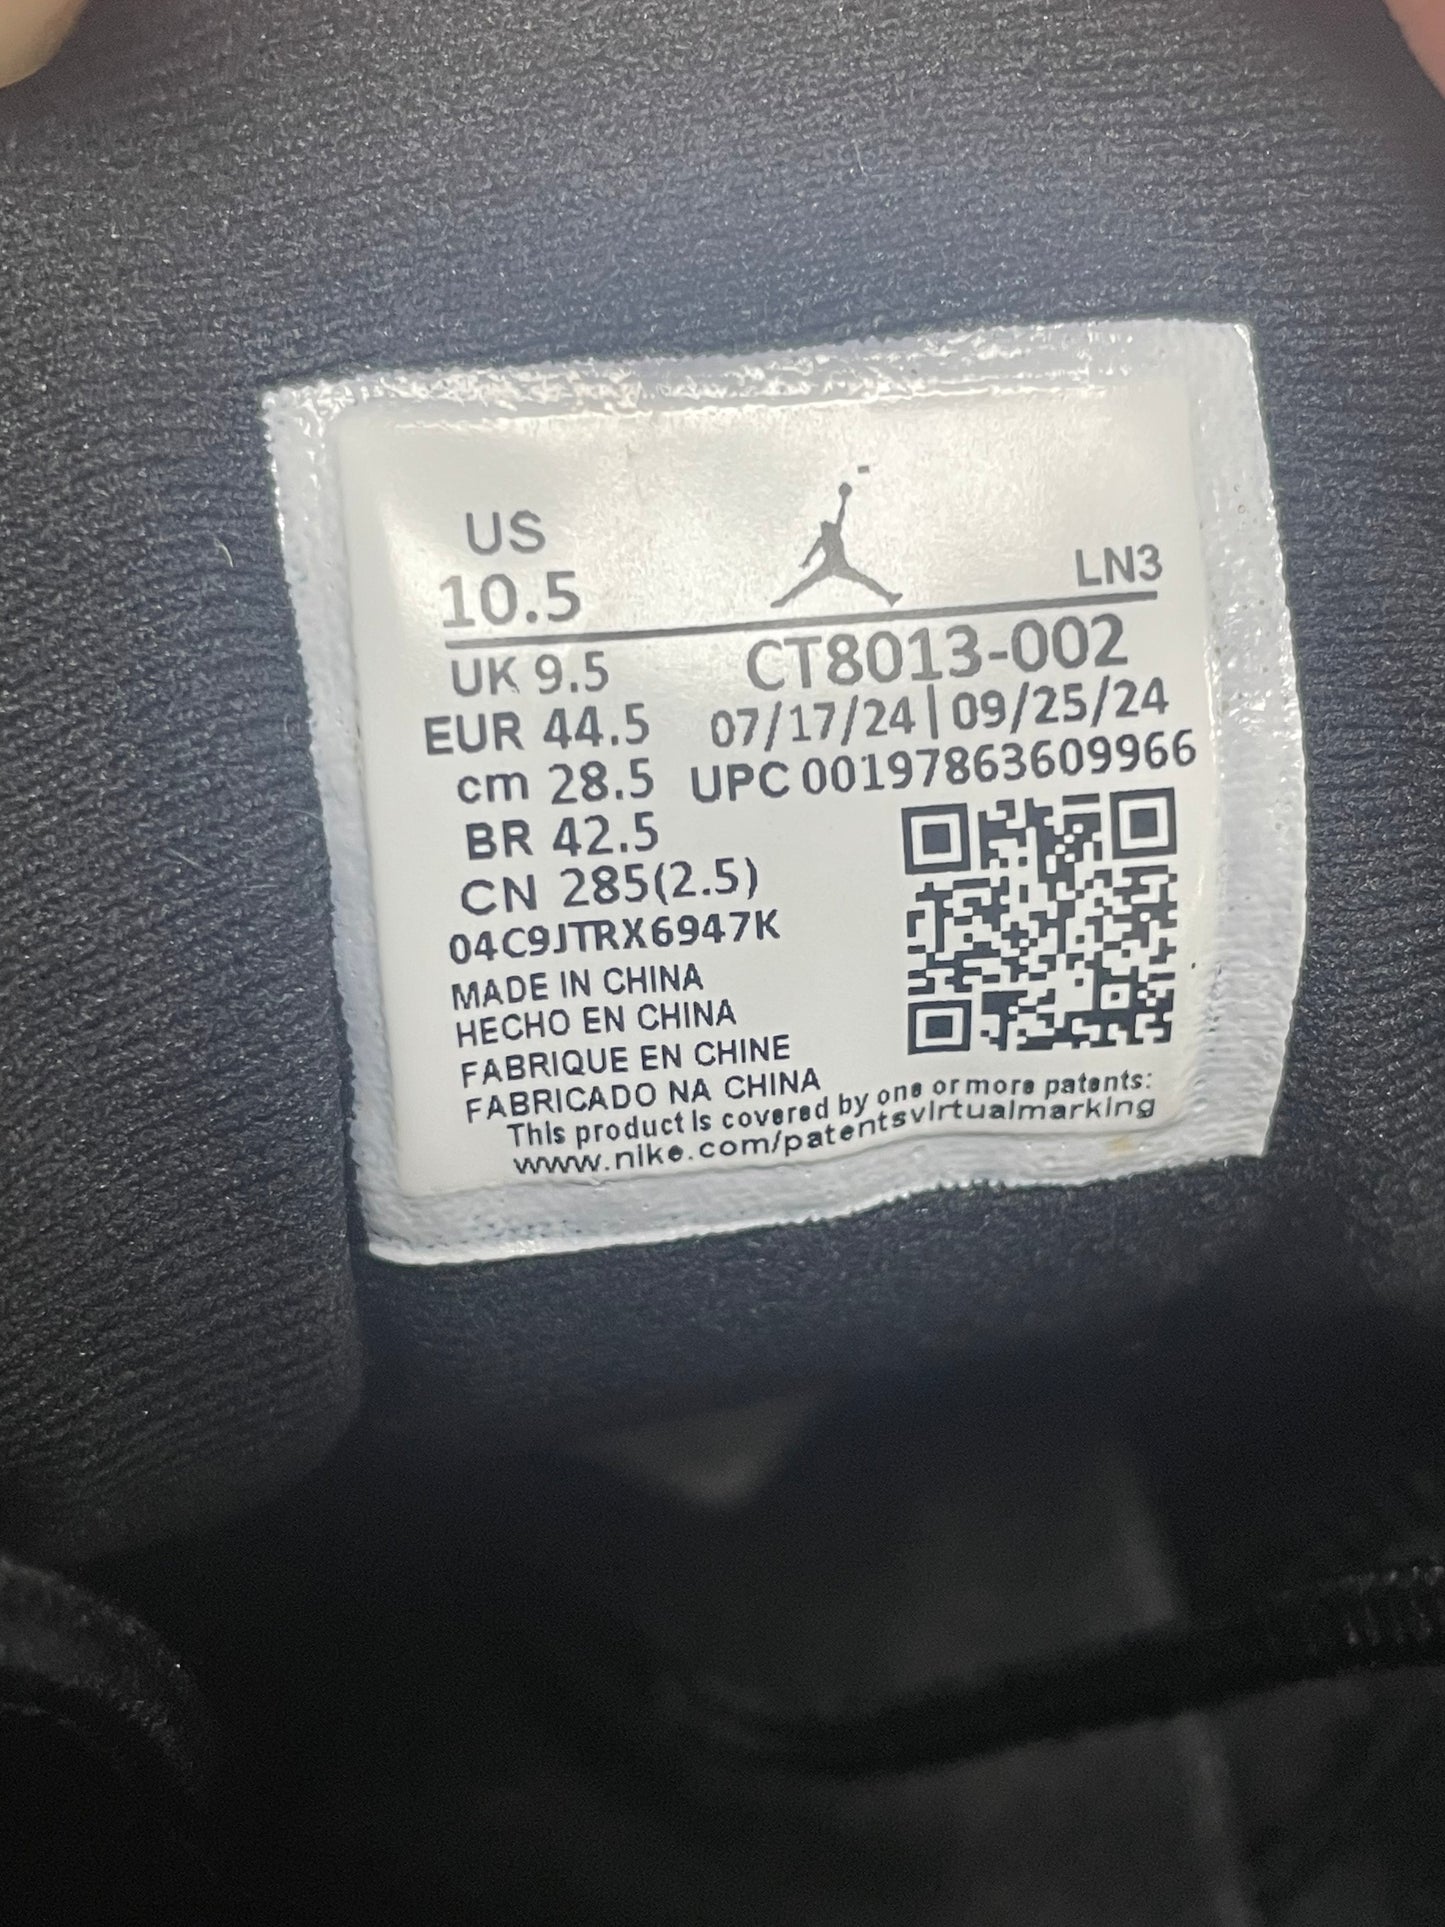 US
10.5
LN3
UK 9.5
CT8013-002
EUR 44.5
07/17/24 | 09/25/24
cm 28.5
UPC 00197863609966
BR 42.5
CN 285(2.5)
04C9JTRX6947K
MADE IN CHINA
HECHO EN CHINA
FABRIQUE EN CHINE
FABRICADO NA CHINA
This product is covered by one or more patents:
www.nike.com/patentsvirtualmarking